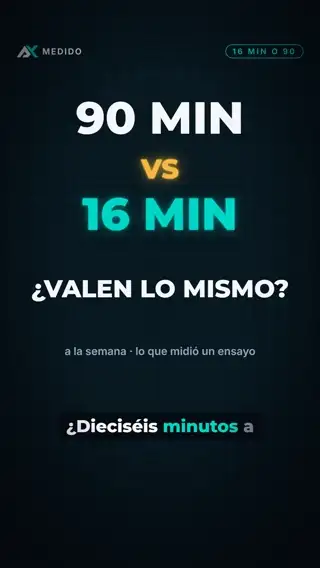 AX MEDIDO
16 MIN O 90
90 MIN
VS
16 MIN
¿VALEN LO MISMO?
a la semana · lo que midió un ensayo
¿Dieciséis minutos a